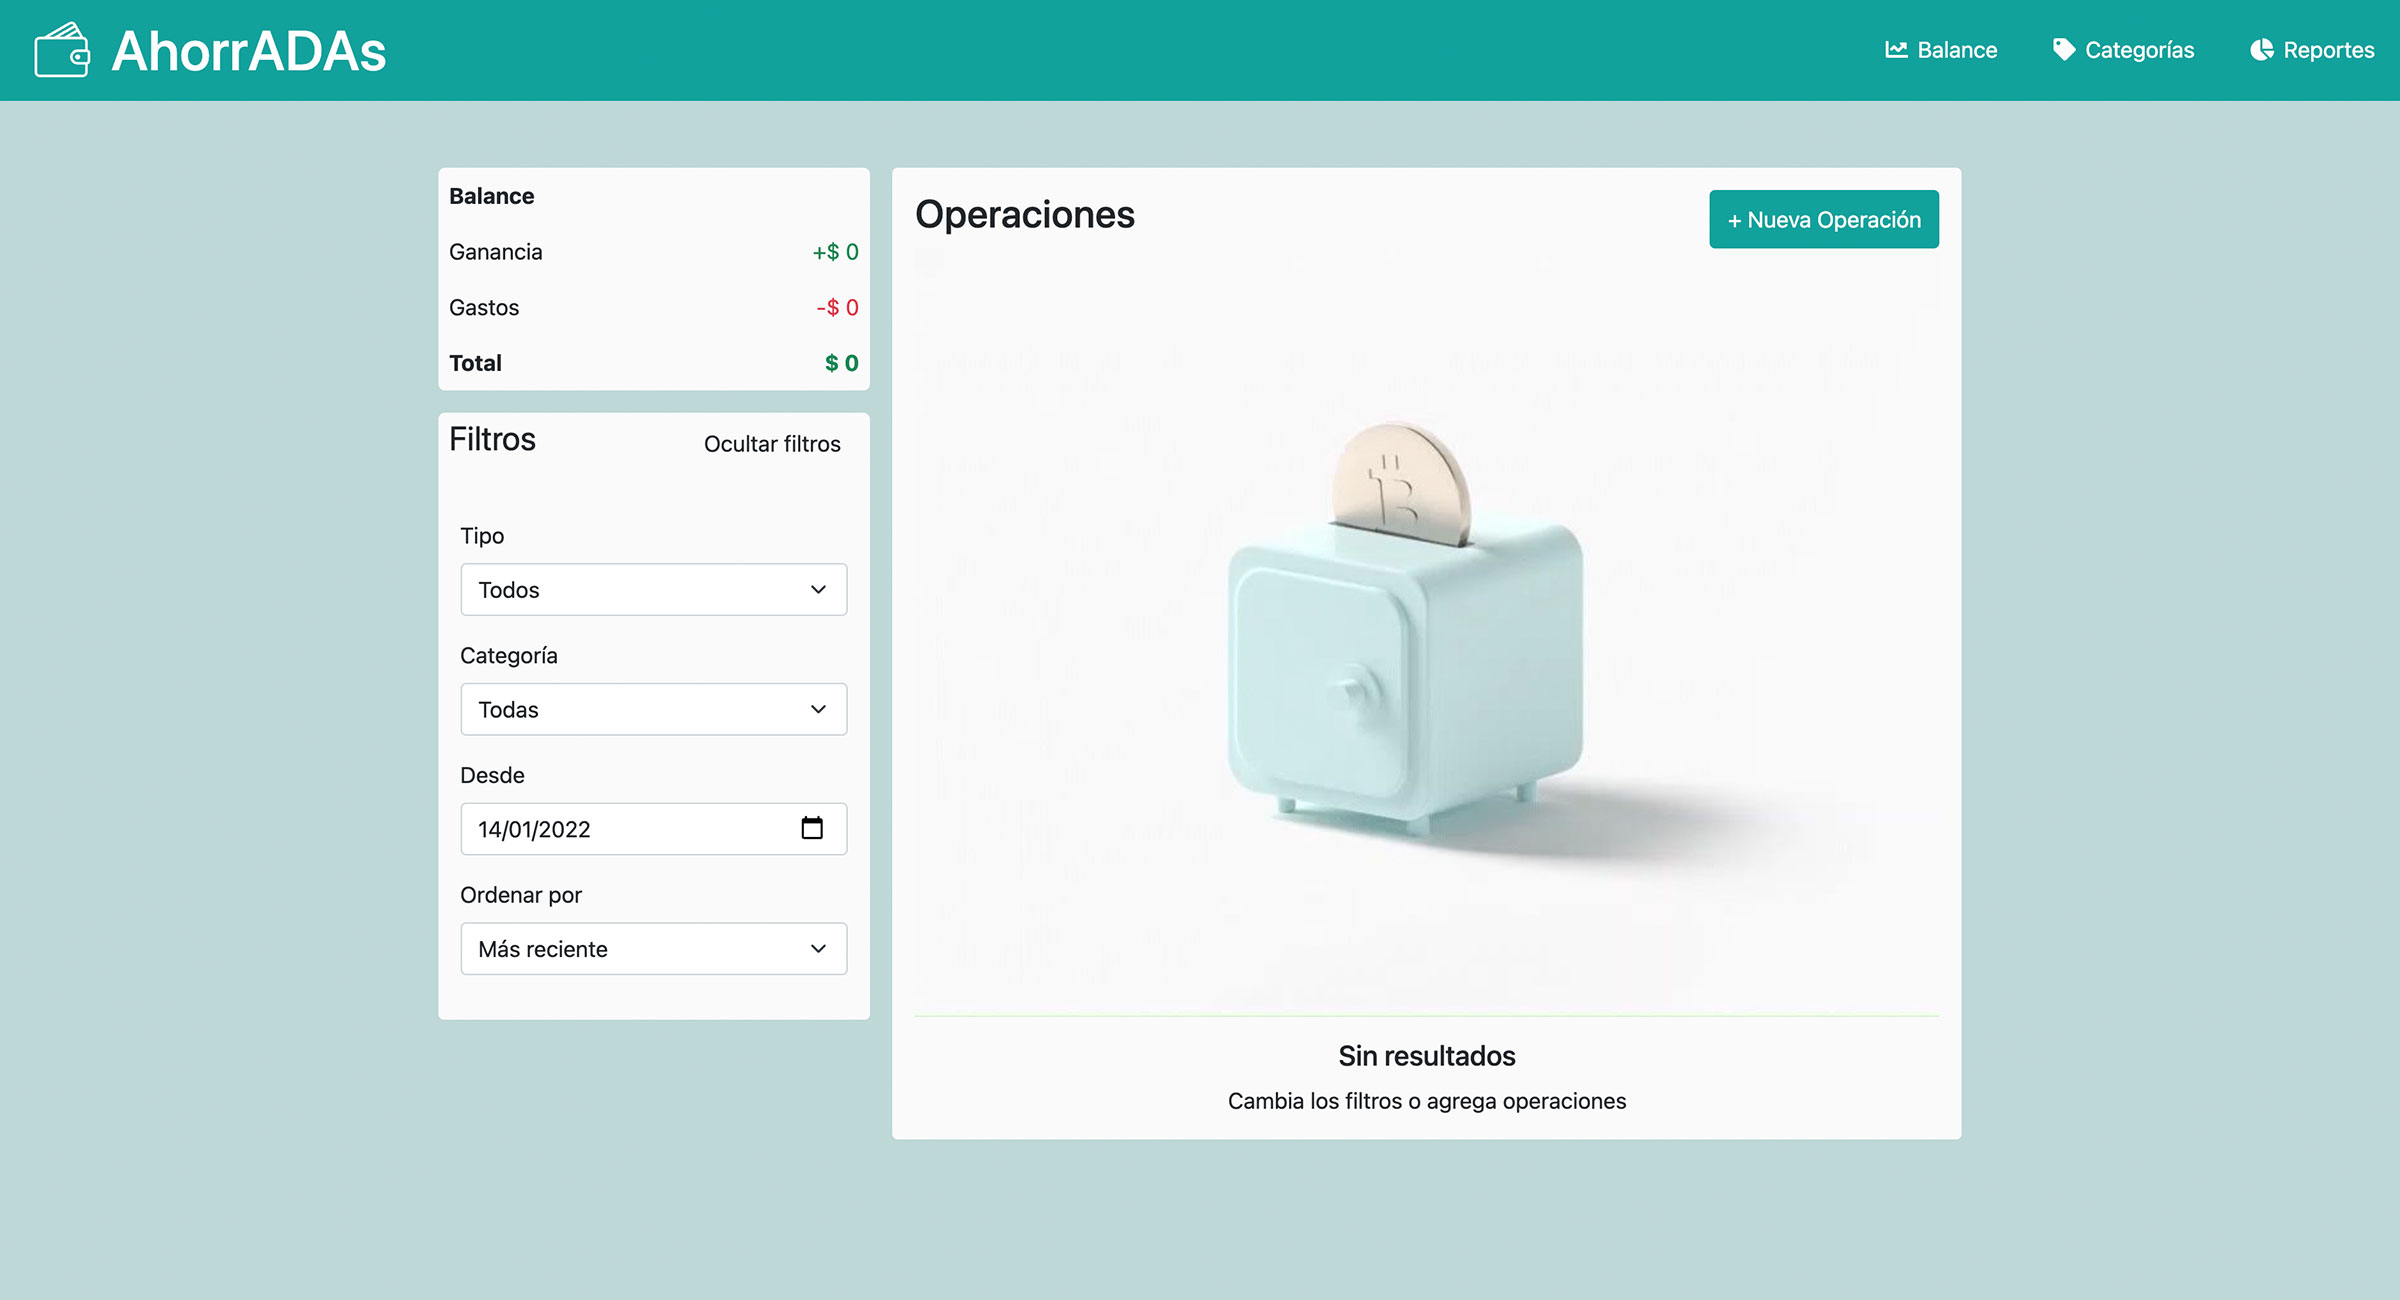 AhorrADAs
Balance
Categorías
Reportes
Balance
Ganancia +$ 0
Gastos -$ 0
Total $ 0
Filtros Ocultar filtros
Tipo
Todos
Categoría
Todas
Desde
14/01/2022
Ordenar por
Más reciente
Operaciones
+ Nueva Operación
Sin resultados
Cambia los filtros o agrega operaciones